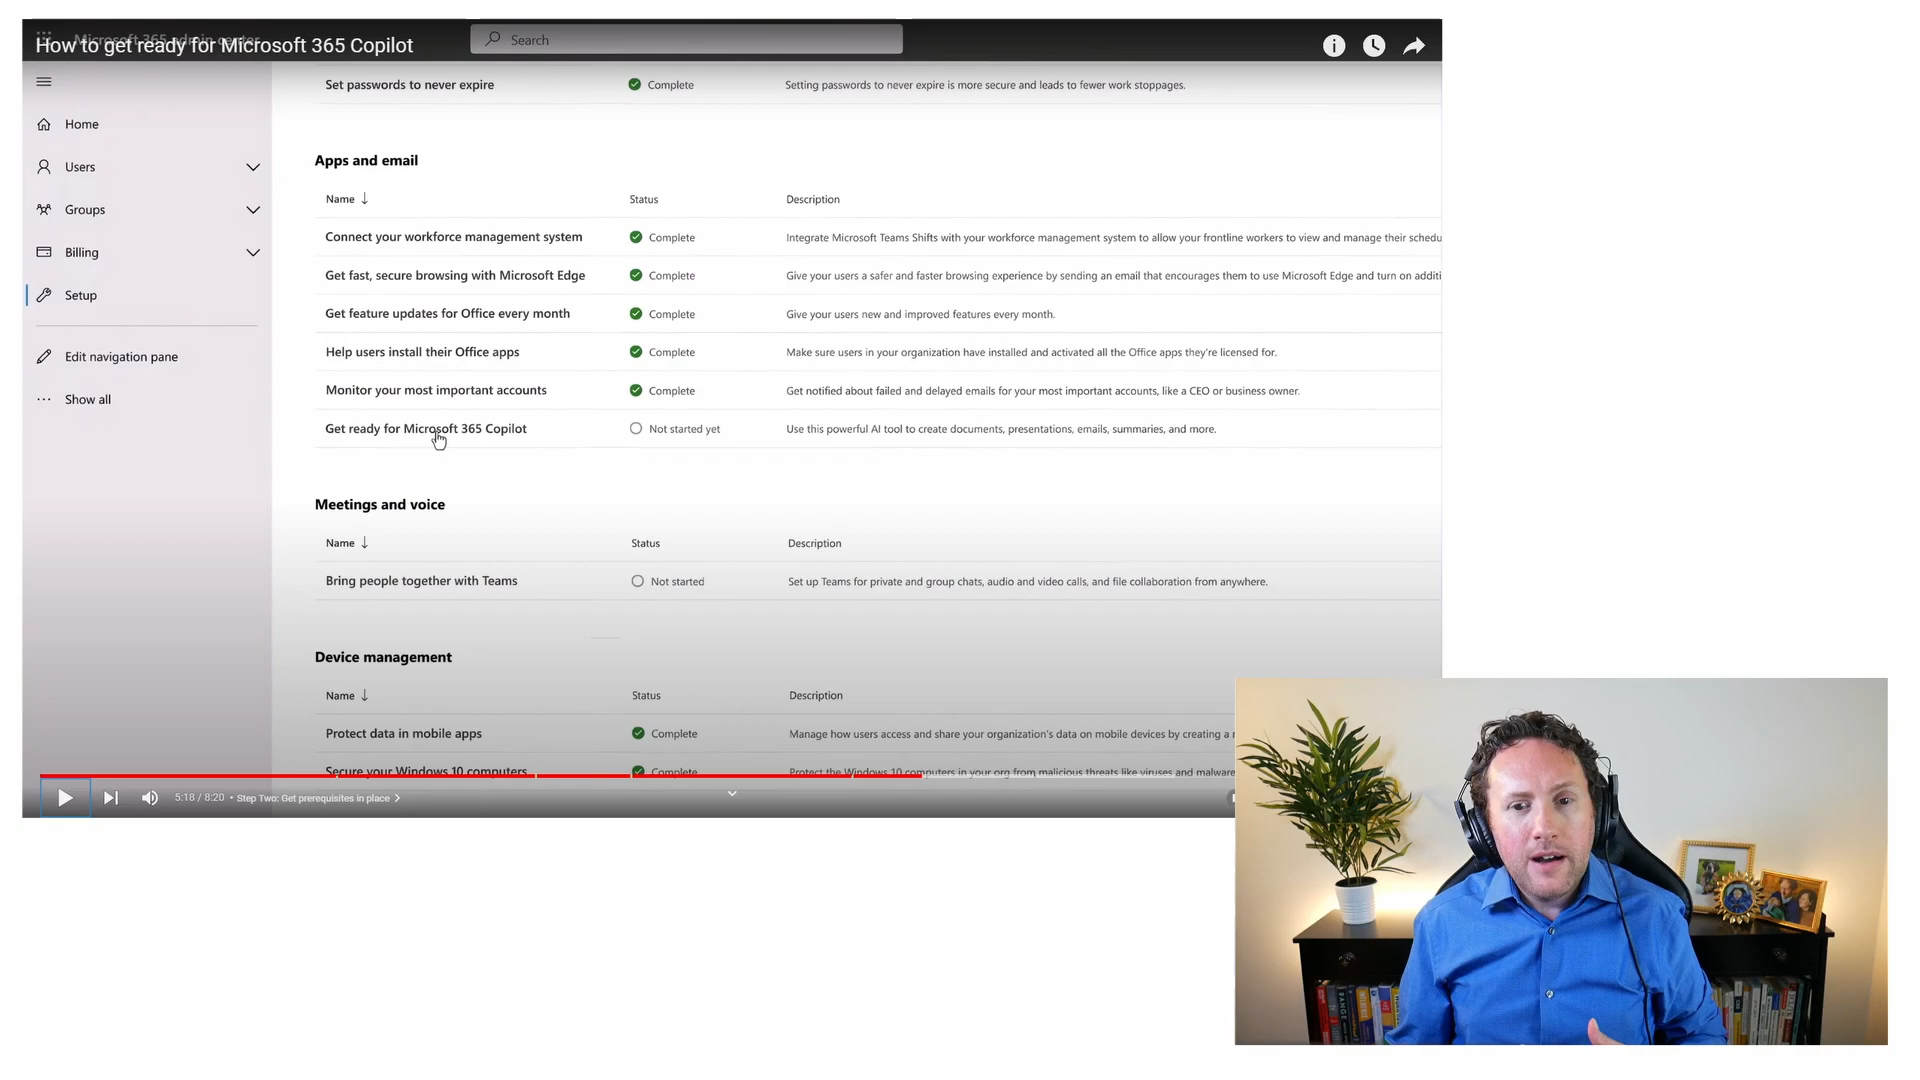 Microsoft 365 admin center
How to get ready for Microsoft 365 Copilot
Search
Home
Users
Groups
Billing
Setup
Edit navigation pane
Show all
Set passwords to never expire Complete Setting passwords to never expire is more secure and leads to fewer work stoppages.
Apps and email
Name ↓ Status Description
Connect your workforce management system Complete Integrate Microsoft Teams Shifts with your workforce management system to allow your frontline workers to view and manage their schedu
Get fast, secure browsing with Microsoft Edge Complete Give your users a safer and faster browsing experience by sending an email that encourages them to use Microsoft Edge and turn on additi
Get feature updates for Office every month Complete Give your users new and improved features every month.
Help users install their Office apps Complete Make sure users in your organization have installed and activated all the Office apps they're licensed for.
Monitor your most important accounts Complete Get notified about failed and delayed emails for your most important accounts, like a CEO or business owner.
Get ready for Microsoft 365 Copilot Not started yet Use this powerful AI tool to create documents, presentations, emails, summaries, and more.
Meetings and voice
Name ↓ Status Description
Bring people together with Teams Not started Set up Teams for private and group chats, audio and video calls, and file collaboration from anywhere.
Device management
Name ↓ Status Description
Protect data in mobile apps Complete Manage how users access and share your organization's data on mobile devices by creating a
Secure your Windows 10 computers Complete Protect the Windows 10 computers in your org from malicious threats like viruses and malware
5:18 / 8:20 • Step Two: Get prerequisites in place >
RANGE